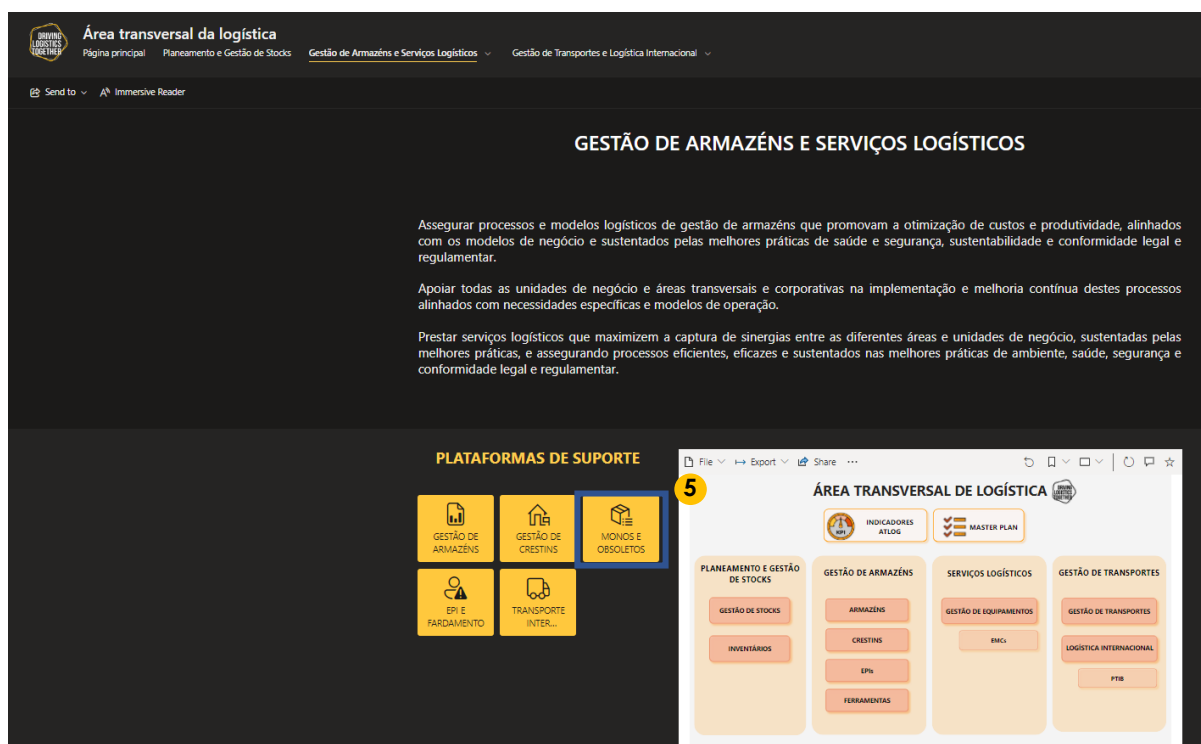 DRIVING
LOGISTICS
TOGETHER
Área transversal da logística
Página principal Planeamento e Gestão de Stocks Gestão de Armazéns e Serviços Logísticos Gestão de Transportes e Logística Internacional
Send to Immersive Reader
GESTÃO DE ARMAZÉNS E SERVIÇOS LOGÍSTICOS
Assegurar processos e modelos logísticos de gestão de armazéns que promovam a otimização de custos e produtividade, alinhados
com os modelos de negócio e sustentados pelas melhores práticas de saúde e segurança, sustentabilidade e conformidade legal e
regulamentar.
Apoiar todas as unidades de negócio e áreas transversais e corporativas na implementação e melhoria contínua destes processos
alinhados com necessidades específicas e modelos de operação.
Prestar serviços logísticos que maximizem a captura de sinergias entre as diferentes áreas e unidades de negócio, sustentadas pelas
melhores práticas, e assegurando processos eficientes, eficazes e sustentados nas melhores práticas de ambiente, saúde, segurança e
conformidade legal e regulamentar.
PLATAFORMAS DE SUPORTE
GESTÃO DE
ARMAZÉNS
GESTÃO DE
CRESTINS
MONOS E
OBSOLETOS
EPI E
FARDAMENTO
TRANSPORTE
INTER...
File Export Share ...
5
ÁREA TRANSVERSAL DE LOGÍSTICA
KPI
INDICADORES
ATLOG
MASTER PLAN
PLANEAMENTO E GESTÃO
DE STOCKS
GESTÃO DE STOCKS
INVENTÁRIOS
GESTÃO DE ARMAZÉNS
ARMAZÉNS
CRESTINS
EPIs
FERRAMENTAS
SERVIÇOS LOGÍSTICOS
GESTÃO DE EQUIPAMENTOS
EMCs
GESTÃO DE TRANSPORTES
GESTÃO DE TRANSPORTES
LOGÍSTICA INTERNACIONAL
PTIB